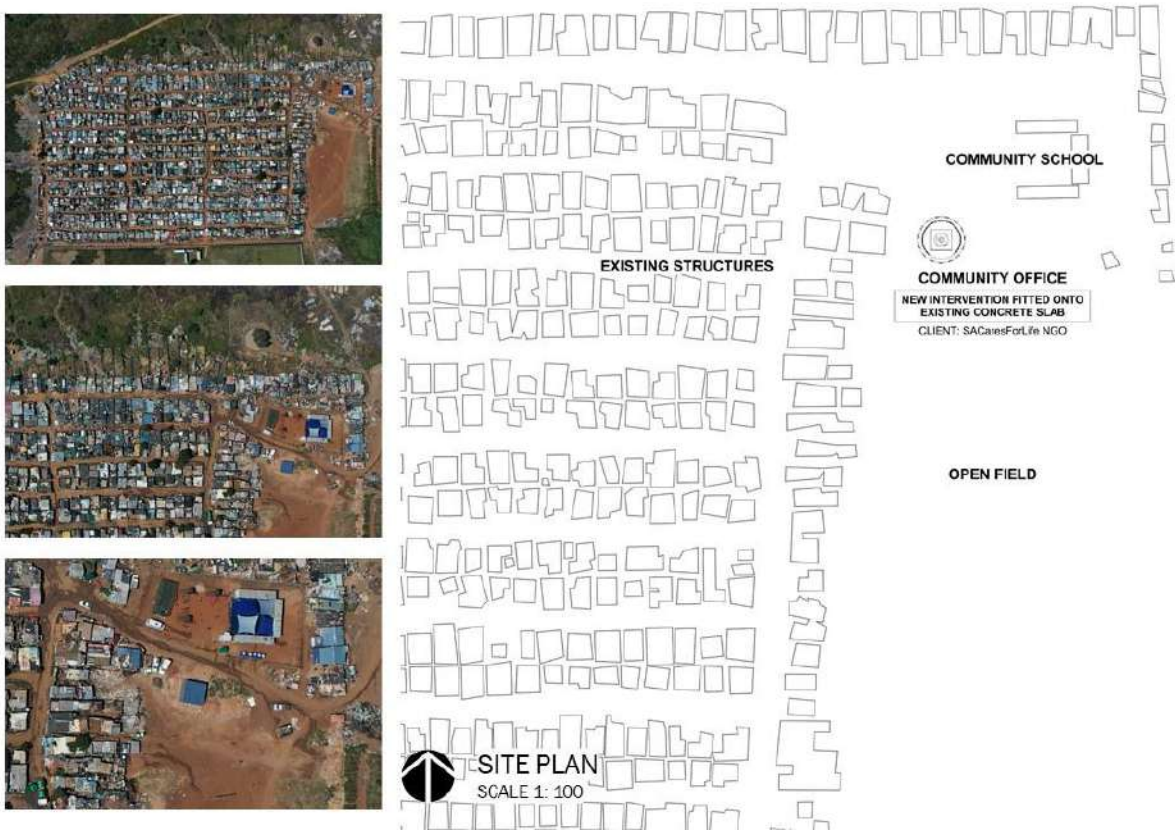 COMMUNITY SCHOOL
EXISTING STRUCTURES
COMMUNITY OFFICE
NEW INTERVENTION FITTED ONTO
EXISTING CONCRETE SLAB
CLIENT: SACaresForLife NGO
OPEN FIELD
SITE PLAN
SCALE 1: 100